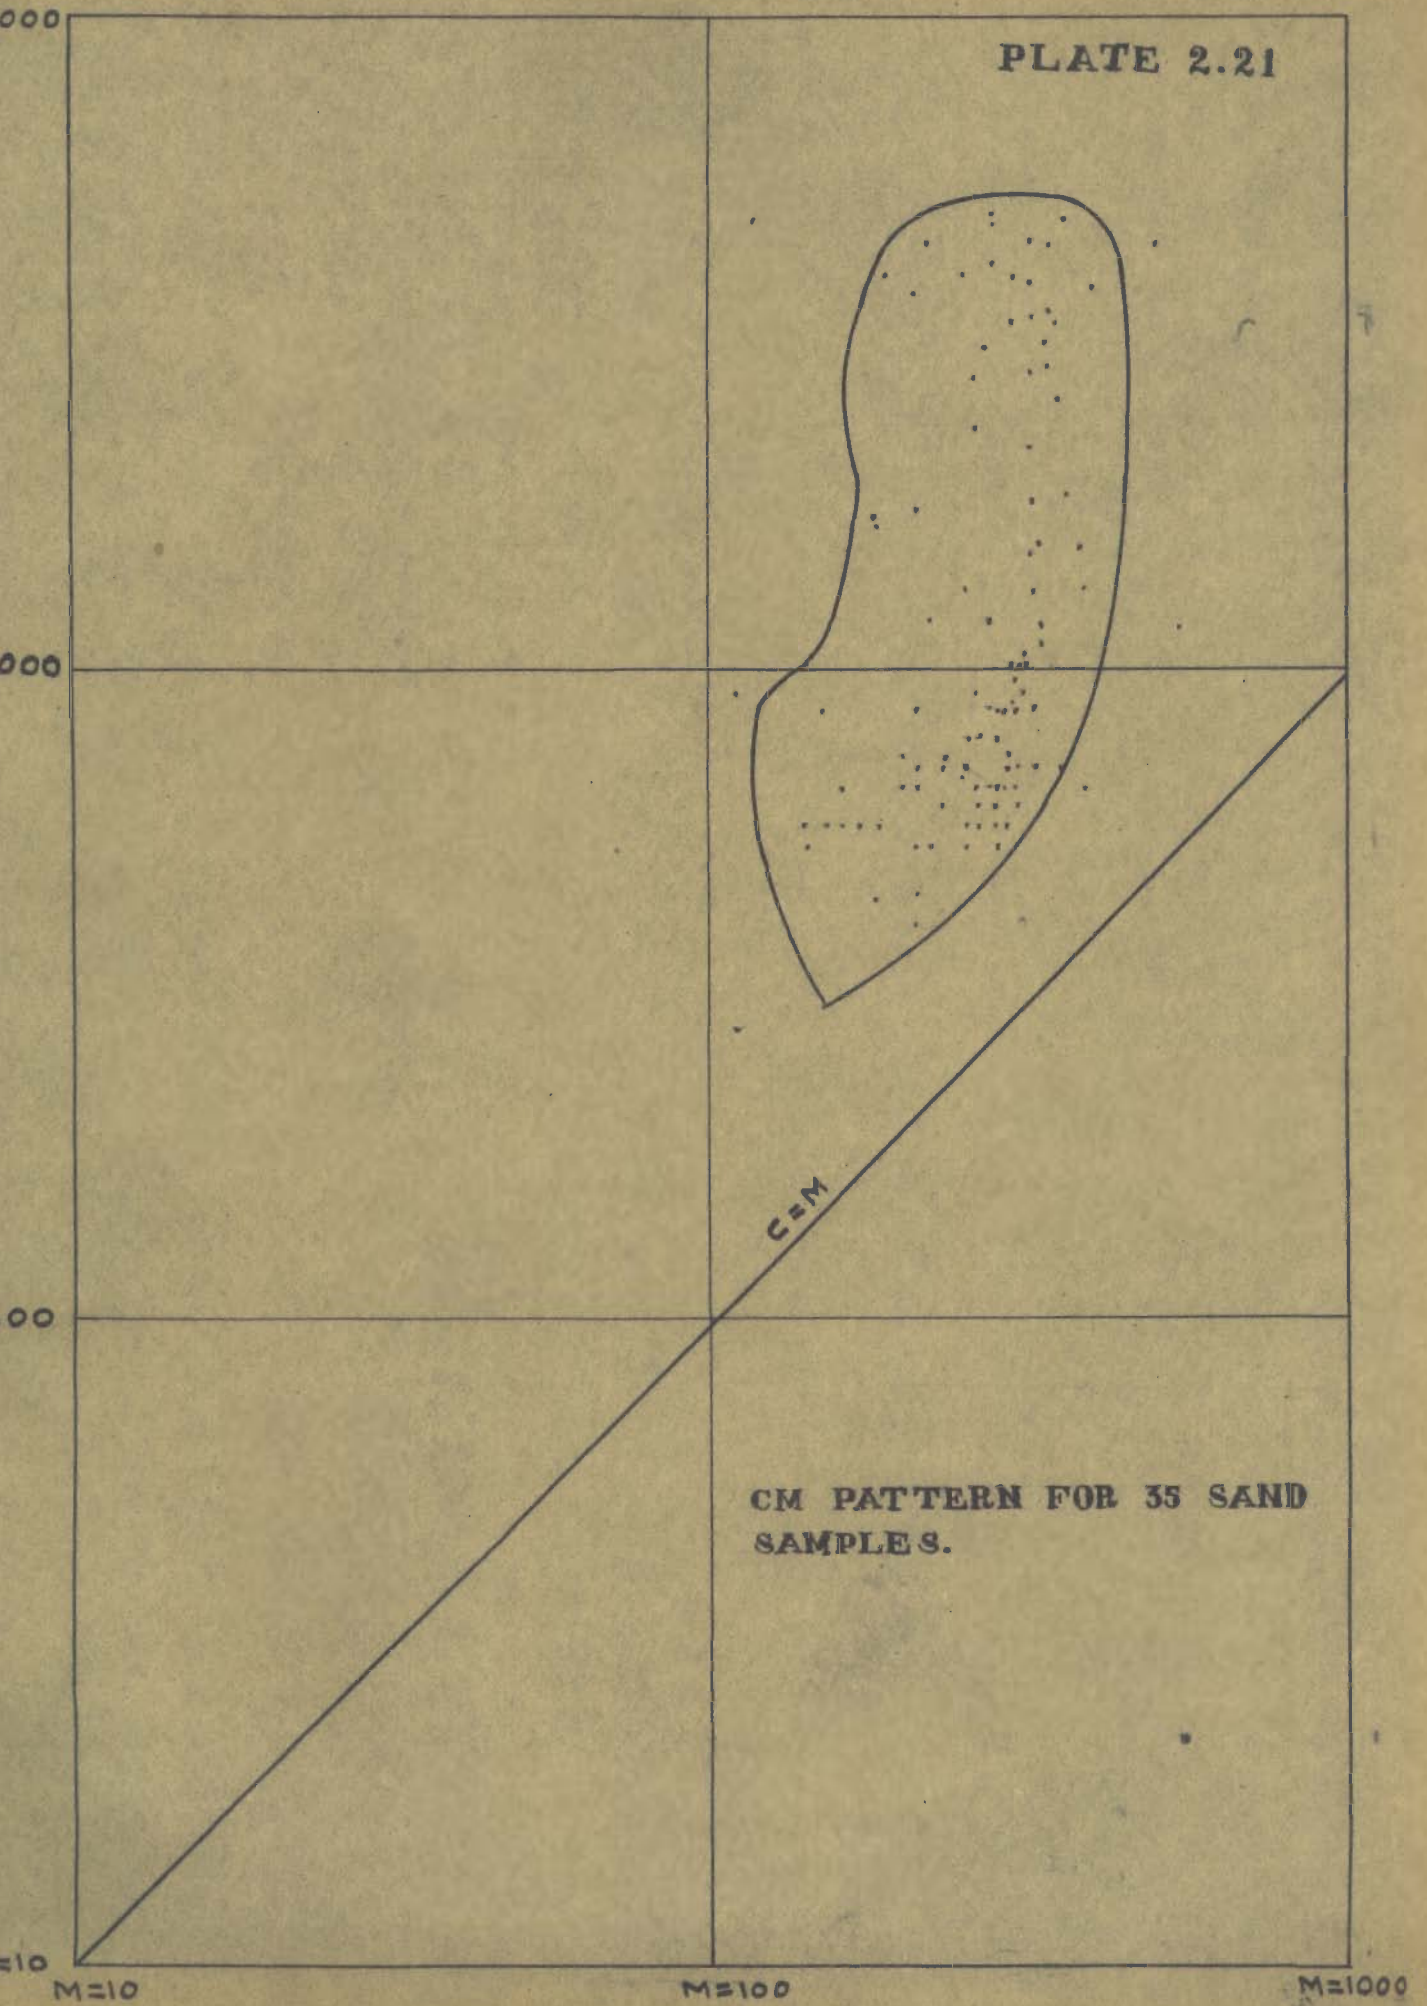 000
PLATE 2.21
000
C=M
00
CM PATTERN FOR 35 SAND
SAMPLES.
=10
M=10
M=100
M=1000